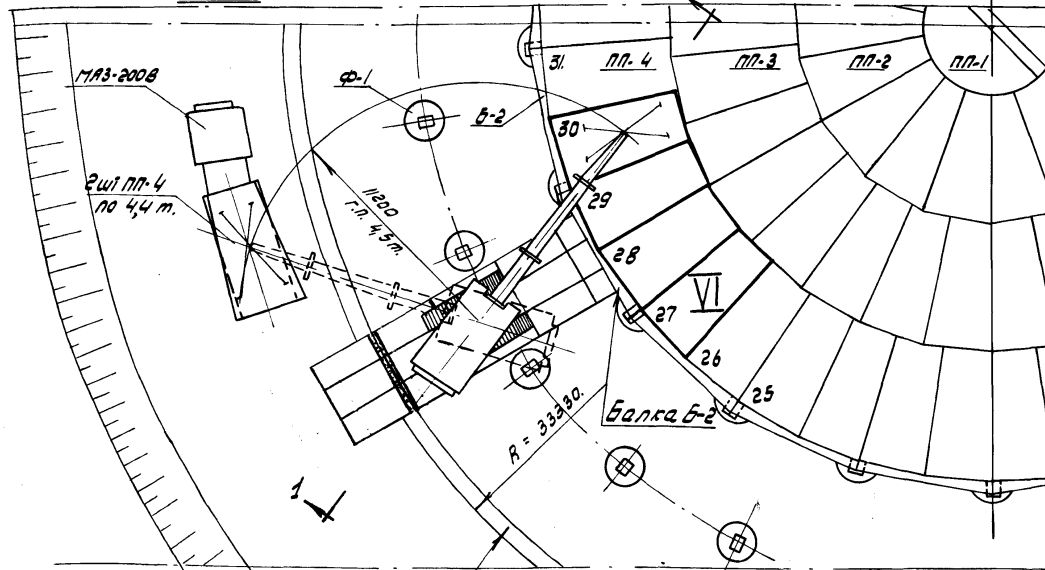 МАЗ-200В
Ф-1
Б-2
31.
ПП-4
ПП-3
ПП-2
ПП-1
30
2шт ПП-4
по 4,4 т.
11200
г.п. 4,5т.
29
28
VI
27
26
25
Балка Б-2
R = 33330.
1